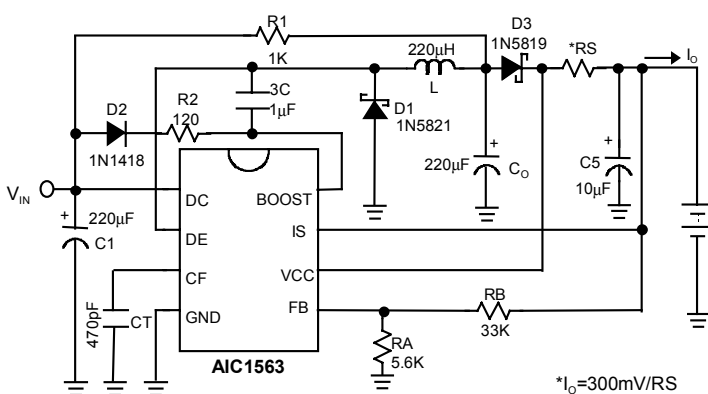 R1
1K
D3
1N5819
*RS
I_O
220μH
L
3C
1μF
D1
1N5821
D2
1N1418
R2
120
V_IN
220μF
C1
220μF
C_O
C5
10μF
DC
BOOST
DE
IS
CF
VCC
GND
FB
470pF
CT
RB
33K
RA
5.6K
AIC1563
*I_O=300mV/RS
+
+
+